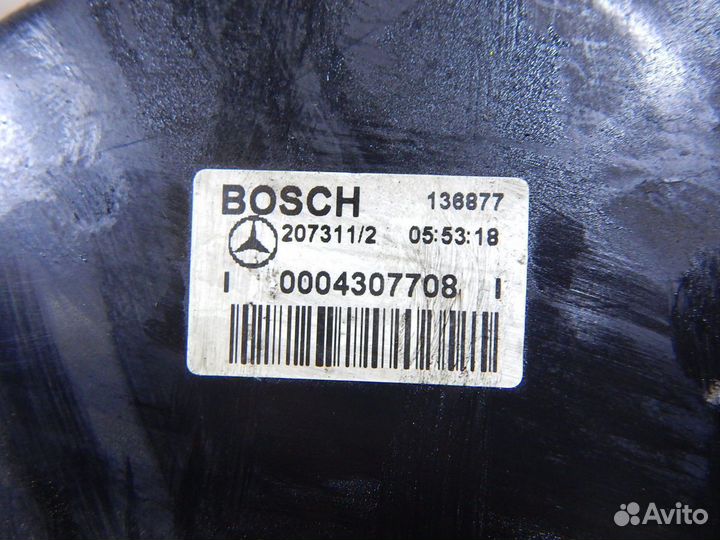 BOSCH 136877
207311/2 05:53:18
I 0004307708 I
Avito